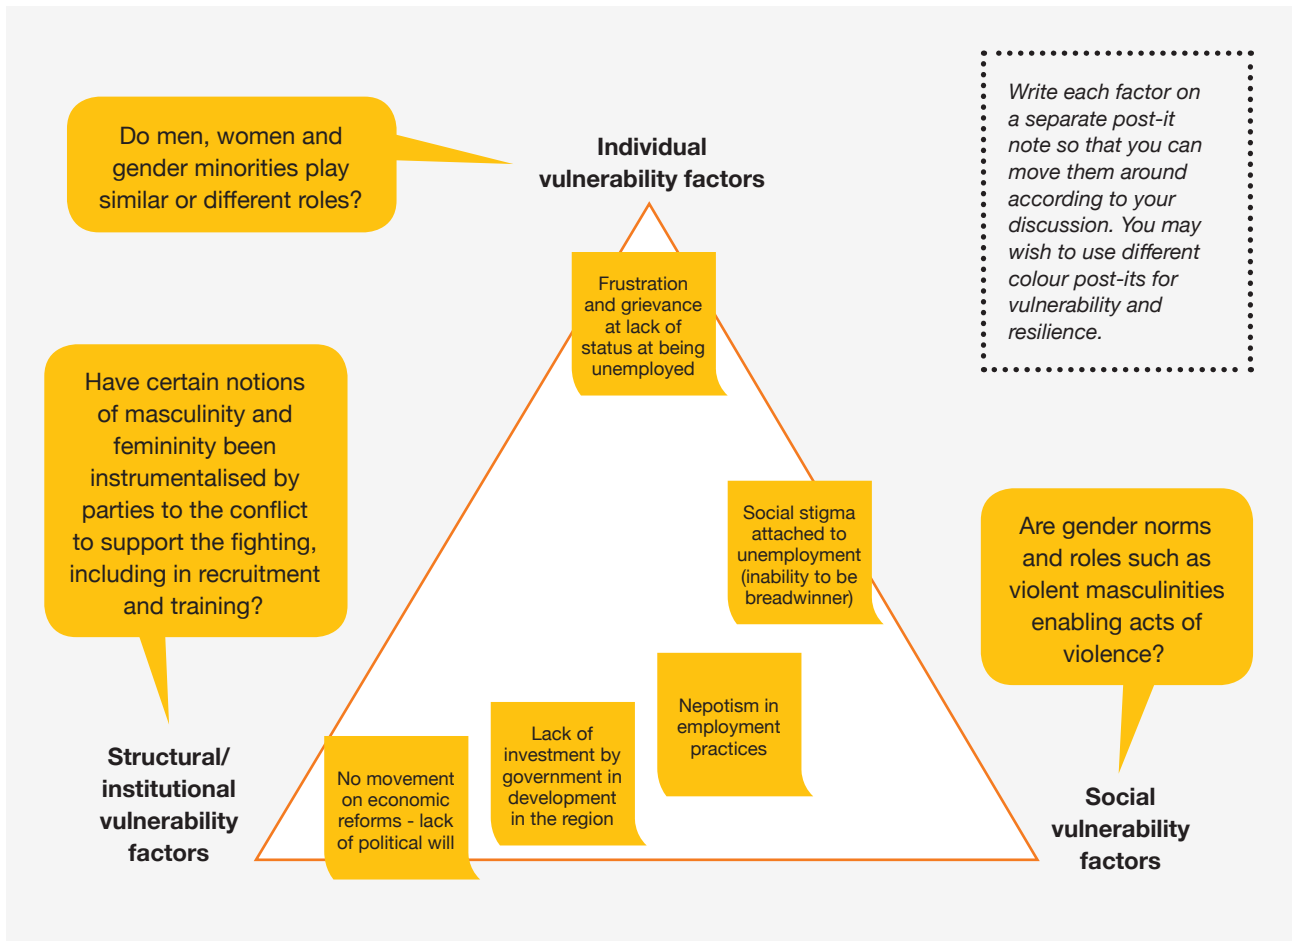 Do men, women and
gender minorities play
similar or different roles?
Individual
vulnerability factors
Write each factor on
a separate post-it
note so that you can
move them around
according to your
discussion. You may
wish to use different
colour post-its for
vulnerability and
resilience.
Frustration
and grievance
at lack of
status at being
unemployed
Have certain notions
of masculinity and
femininity been
instrumentalised by
parties to the conflict
to support the fighting,
including in recruitment
and training?
Social stigma
attached to
unemployment
(inability to be
breadwinner)
Are gender norms
and roles such as
violent masculinities
enabling acts of
violence?
Nepotism in
employment
practices
Lack of
investment by
government in
development
in the region
No movement
on economic
reforms - lack
of political will
Structural/
institutional
vulnerability
factors
Social
vulnerability
factors